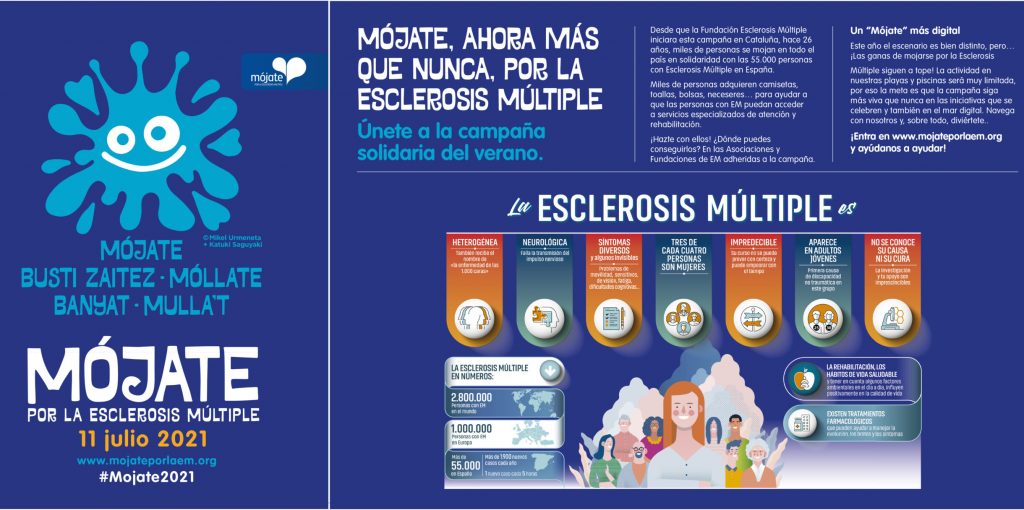 mójate
POR LA ESCLEROSIS MÚLTIPLE
© Mikel Urmeneta
+ Katuki Saguyaki
MÓJATE
BUSTI ZAITEZ · MÓLLATE
BANYAT · MULLA'T
MÓJATE
POR LA ESCLEROSIS MÚLTIPLE
11 julio 2021
www.mojateporlaem.org
#Mojate2021
MÓJATE, AHORA MÁS
QUE NUNCA, POR LA
ESCLEROSIS MÚLTIPLE
Únete a la campaña
solidaria del verano.
Desde que la Fundación Esclerosis Múltiple
iniciara esta campaña en Cataluña, hace 26
años, miles de personas se mojan en todo el
país en solidaridad con las 55.000 personas
con Esclerosis Múltiple en España.
Miles de personas adquieren camisetas,
toallas, bolsas, neceseres... para ayudar a
que las personas con EM puedan acceder
a servicios especializados de atención y
rehabilitación.
¡Hazte con ellos! ¿Dónde puedes
conseguirlos? En las Asociaciones y
Fundaciones de EM adheridas a la campaña.
Un "Mójate" más digital
Este año el escenario es bien distinto, pero...
¡Las ganas de mojarse por la Esclerosis
Múltiple siguen a tope! La actividad en
nuestras playas y piscinas será muy limitada,
por eso la meta es que la campaña siga
más viva que nunca en las iniciativas que se
celebren y también en el mar digital. Navega
con nosotros y, sobre todo, diviértete..
¡Entra en www.mojateporlaem.org
y ayúdanos a ayudar!
La ESCLEROSIS MÚLTIPLE es
HETEROGÉNEA
También recibe el
nombre de
«la enfermedad de las
1.000 caras»
NEUROLÓGICA
Falla la transmisión del
impulso nervioso
SÍNTOMAS
DIVERSOS
y algunos invisibles
Problemas de
movilidad, sensitivos,
de visión, fatiga,
dificultades cognitivas...
TRES DE
CADA CUATRO
PERSONAS
SON MUJERES
IMPREDECIBLE
Su curso no se puede
prever con certeza y
puede empeorar con
el tiempo
APARECE
EN ADULTOS
JÓVENES
Primera causa
de discapacidad
no traumática en
este grupo
NO SE CONOCE
SU CAUSA
NI SU CURA
La investigación
y tu apoyo son
imprescindibles
LA ESCLEROSIS MÚLTIPLE
EN NÚMEROS:
2.800.000
Personas con EM
en el mundo
1.000.000
Personas con EM
en Europa
Más de
55.000
en España
Más de 1900 nuevos
casos cada año
1 nuevo caso cada 5 horas
LA REHABILITACIÓN, LOS
HÁBITOS DE VIDA SALUDABLE
y tener en cuenta algunos factores
ambientales en el día a día, influyen
positivamente en la calidad de vida
EXISTEN TRATAMIENTOS
FARMACOLÓGICOS
que pueden ayudar a manejar la
evolución, los brotes y los síntomas